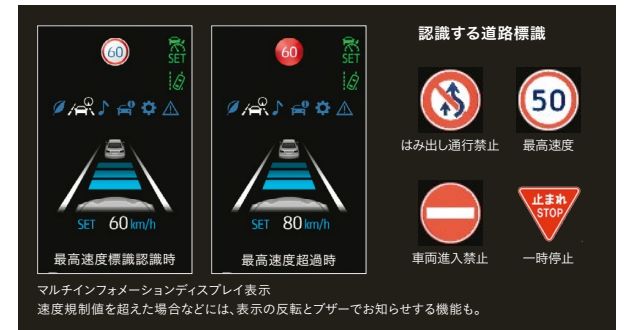 認識する道路標識
60
SET
SET 60 km/h
最高速度標識認識時
60
SET
SET 80 km/h
最高速度超過時
はみ出し通行禁止
50
最高速度
車両進入禁止
止まれ
STOP
一時停止
マルチインフォメーションディスプレイ表示
速度規制値を超えた場合などには、表示の反転とブザーでお知らせする機能も。